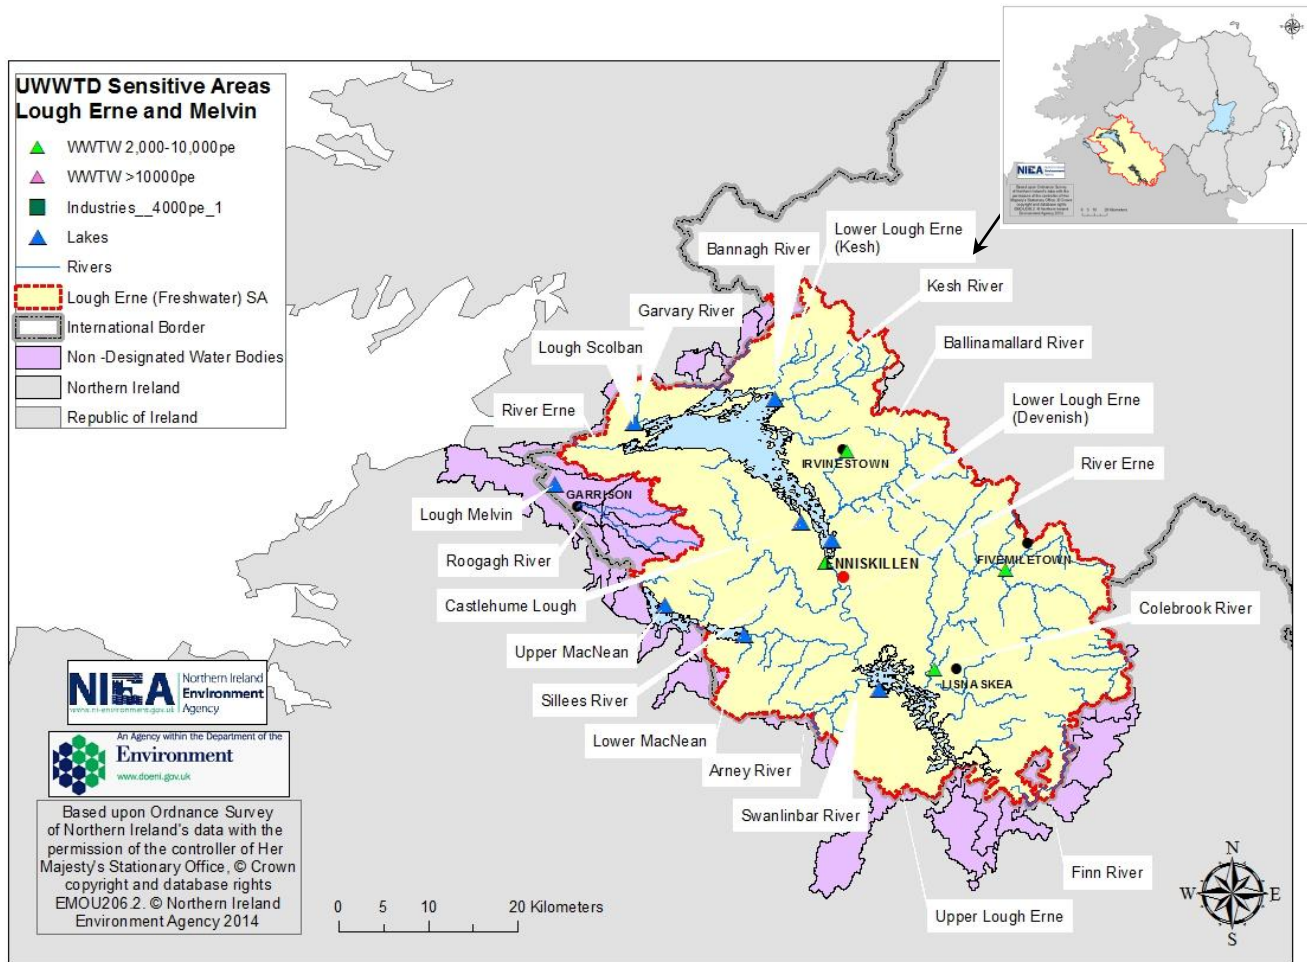 UWWTD Sensitive Areas
Lough Erne and Melvin
WWTW 2,000-10,000pe
WWTW >10000pe
Industries__4000pe_1
Lakes
Rivers
Lough Erne (Freshwater) SA
International Border
Non -Designated Water Bodies
Northern Ireland
Republic of Ireland
Bannagh River
Lower Lough Erne
(Kesh)
Kesh River
Garvary River
Lough Scolban
Ballinamallard River
River Erne
Lower Lough Erne
(Devenish)
IRVINESTOWN
River Erne
GARRISON
Lough Melvin
Roogagh River
ENNISKILLEN
FIVEMILETOWN
Castlehume Lough
Colebrook River
Upper MacNean
LISNASKEA
Sillees River
Lower MacNean
Arney River
Swanlinbar River
Finn River
Upper Lough Erne
NIEA
Northern Ireland
Environment
Agency
www.ni-environment.gov.uk
An Agency within the Department of the
Environment
www.doeni.gov.uk
Based upon Ordnance Survey
of Northern Ireland's data with the
permission of the controller of Her
Majesty's Stationary Office, © Crown
copyright and database rights
EMOU206.2. © Northern Ireland
Environment Agency 2014
0 5 10 20 Kilometers
N
W E
S
NIEA